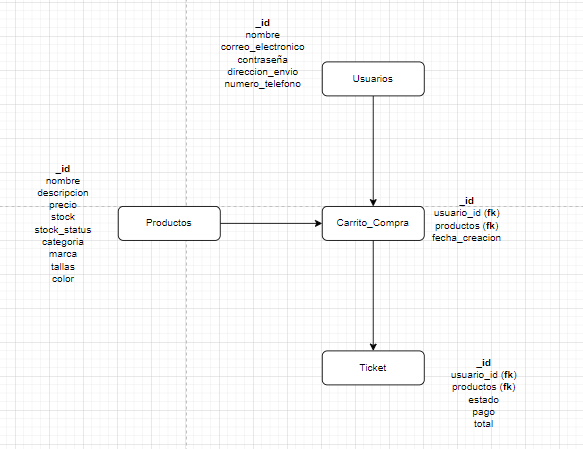 _id
nombre
correo_electronico
contraseña
direccion_envio
numero_telefono
Usuarios
_id
nombre
descripcion
precio
stock
stock_status
categoria
marca
tallas
color
Productos
Carrito_Compra
_id
usuario_id (fk)
productos (fk)
fecha_creacion
Ticket
_id
usuario_id (fk)
productos (fk)
estado
pago
total